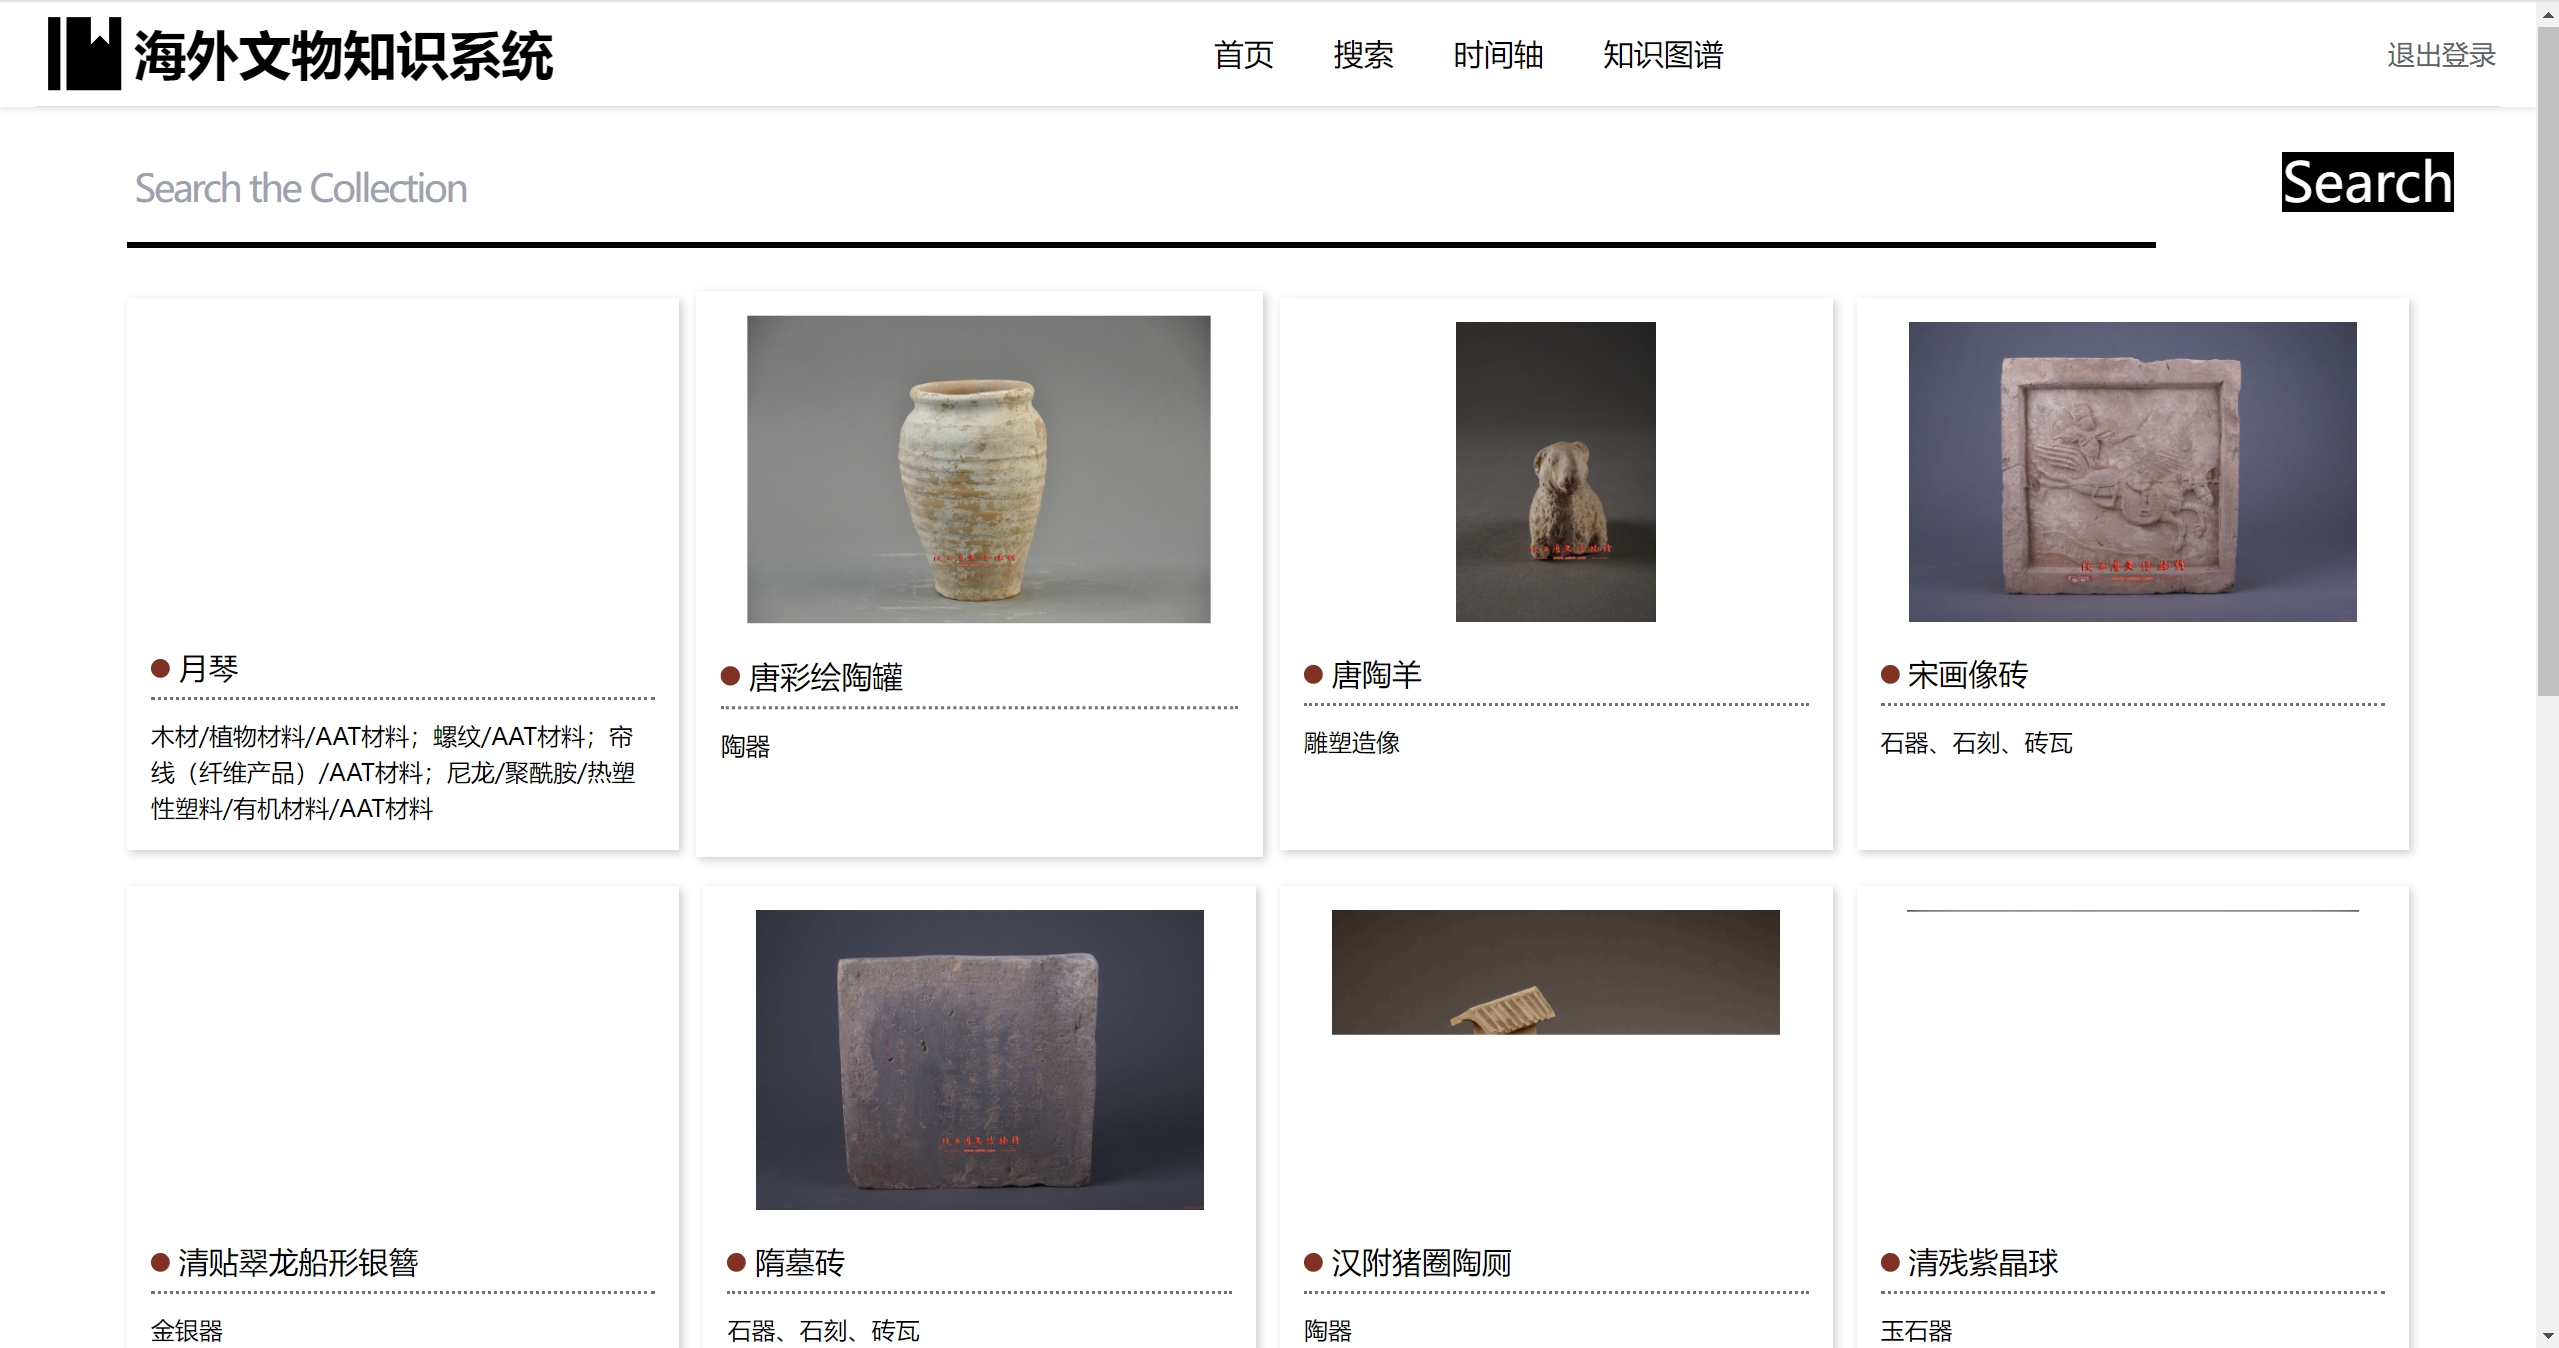 海外文物知识系统
首页
搜索
时间轴
知识图谱
退出登录
Search the Collection
Search
月琴
木材/植物材料/AAT材料；螺纹/AAT材料；帘
线（纤维产品）/AAT材料；尼龙/聚酰胺/热塑
性塑料/有机材料/AAT材料
唐彩绘陶罐
陶器
唐陶羊
雕塑造像
宋画像砖
石器、石刻、砖瓦
清贴翠龙船形银簪
金银器
隋墓砖
石器、石刻、砖瓦
汉附猪圈陶厕
陶器
清残紫晶球
玉石器